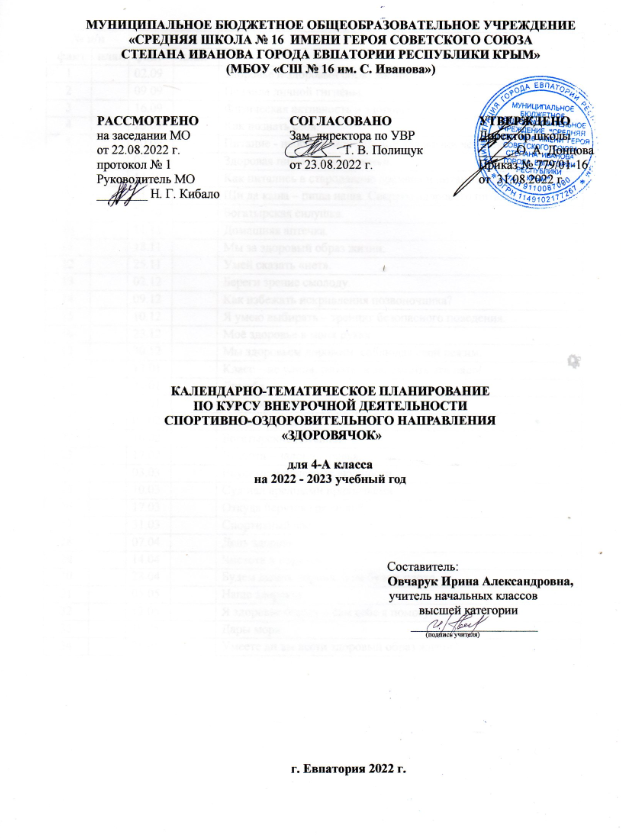 МУНИЦИПАЛЬНОЕ БЮДЖЕТНОЕ ОБЩЕОБРАЗОВАТЕЛЬНОЕ УЧРЕЖДЕНИЕ
«СРЕДНЯЯ ШКОЛА № 16 ИМЕНИ ГЕРОЯ СОВЕТСКОГО СОЮЗА
СТЕПАНА ИВАНОВА ГОРОДА ЕВПАТОРИИ РЕСПУБЛИКИ КРЫМ»
(МБОУ «СШ № 16 им. С. Иванова»)
РАССМОТРЕНО
на заседании МО
от 22.08.2022 г.
протокол № 1
Руководитель МО
Н. Г. Кибало
СОГЛАСОВАНО
Зам. директора по УВР
Т. В. Полищук
от 23.08.2022 г.
УТВЕРЖДЕНО
Директор школы
О. А. Донцова
Приказ № 779/01-16
от 31.08.2022 г.
КАЛЕНДАРНО-ТЕМАТИЧЕСКОЕ ПЛАНИРОВАНИЕ
ПО КУРСУ ВНЕУРОЧНОЙ ДЕЯТЕЛЬНОСТИ
СПОРТИВНО-ОЗДОРОВИТЕЛЬНОГО НАПРАВЛЕНИЯ
«ЗДОРОВЯЧОК»
для 4-А класса
на 2022 - 2023 учебный год
Составитель:
Овчарук Ирина Александровна,
учитель начальных классов
высшей категории
(подпись учителя)
г. Евпатория 2022 г.